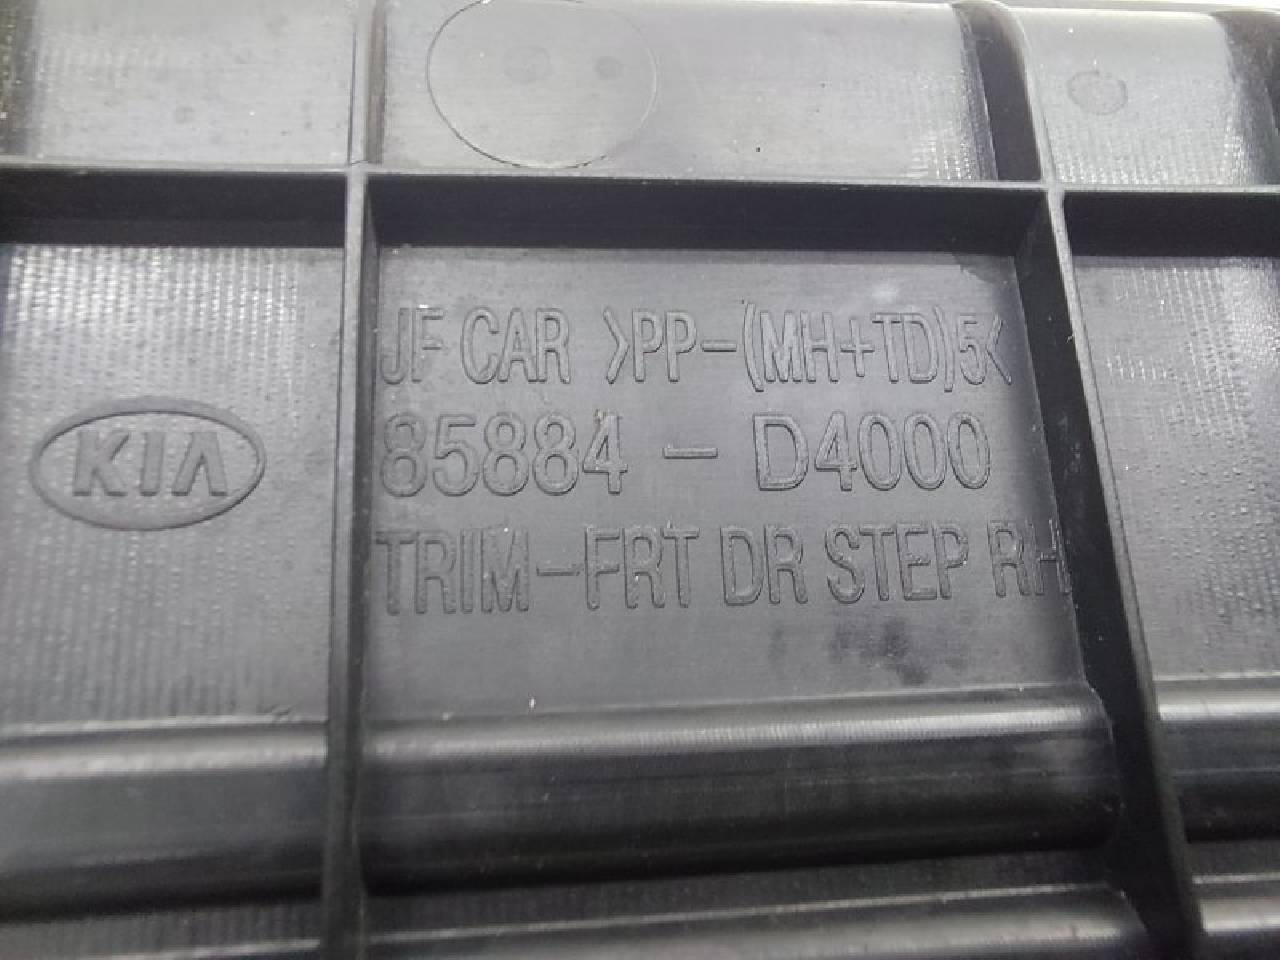 JF CAR >PP-(MH+TD)5<
KIA
85884 - D4000
TRIM-FRT DR STEP RH